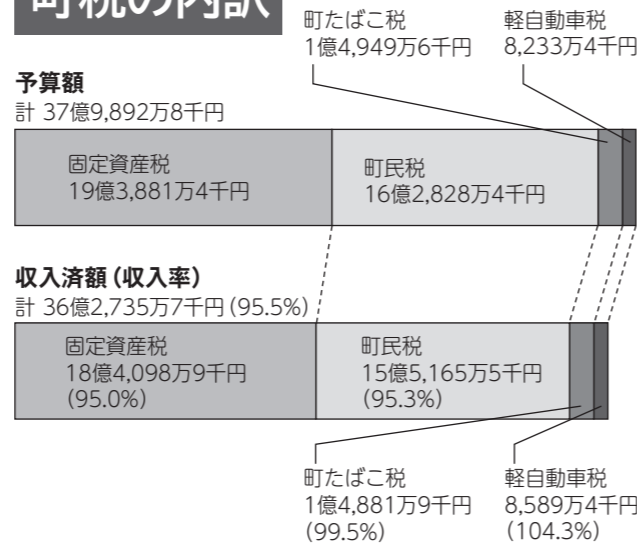 町税の内訳
町たばこ税
1億4,949万6千円
軽自動車税
8,233万4千円
予算額
計 37億9,892万8千円
固定資産税
19億3,881万4千円
町民税
16億2,828万4千円
収入済額(収入率)
計 36億2,735万7千円(95.5%)
固定資産税
18億4,098万9千円
(95.0%)
町民税
15億5,165万5千円
(95.3%)
町たばこ税
1億4,881万9千円
(99.5%)
軽自動車税
8,589万4千円
(104.3%)